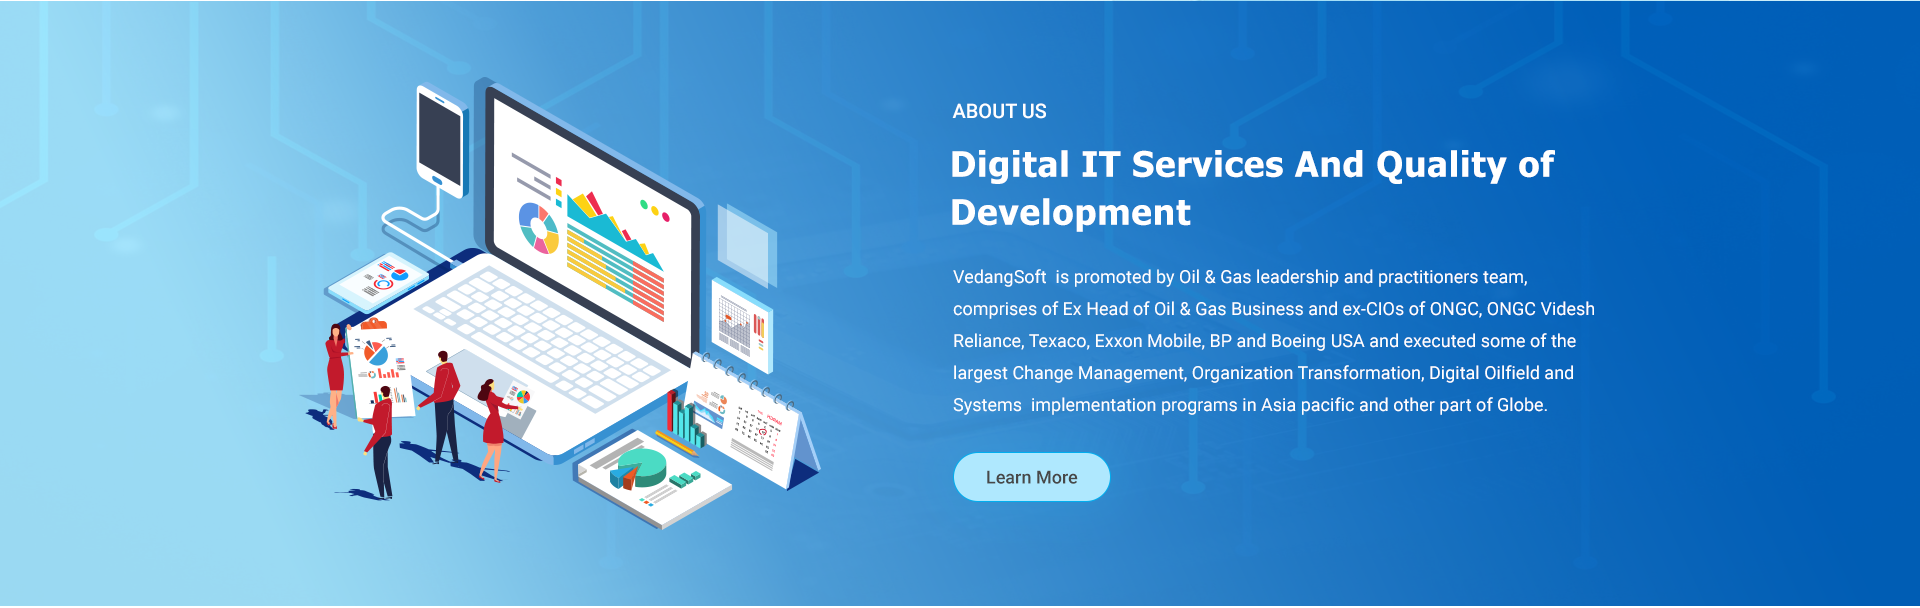 ABOUT US
Digital IT Services And Quality of
Development
VedangSoft  is promoted by Oil & Gas leadership and practitioners team,
comprises of Ex Head of Oil & Gas Business and ex-CIOs of ONGC, ONGC Videsh
Reliance, Texaco, Exxon Mobile, BP and Boeing USA and executed some of the
largest Change Management, Organization Transformation, Digital Oilfield and
Systems  implementation programs in Asia pacific and other part of Globe.
Learn More